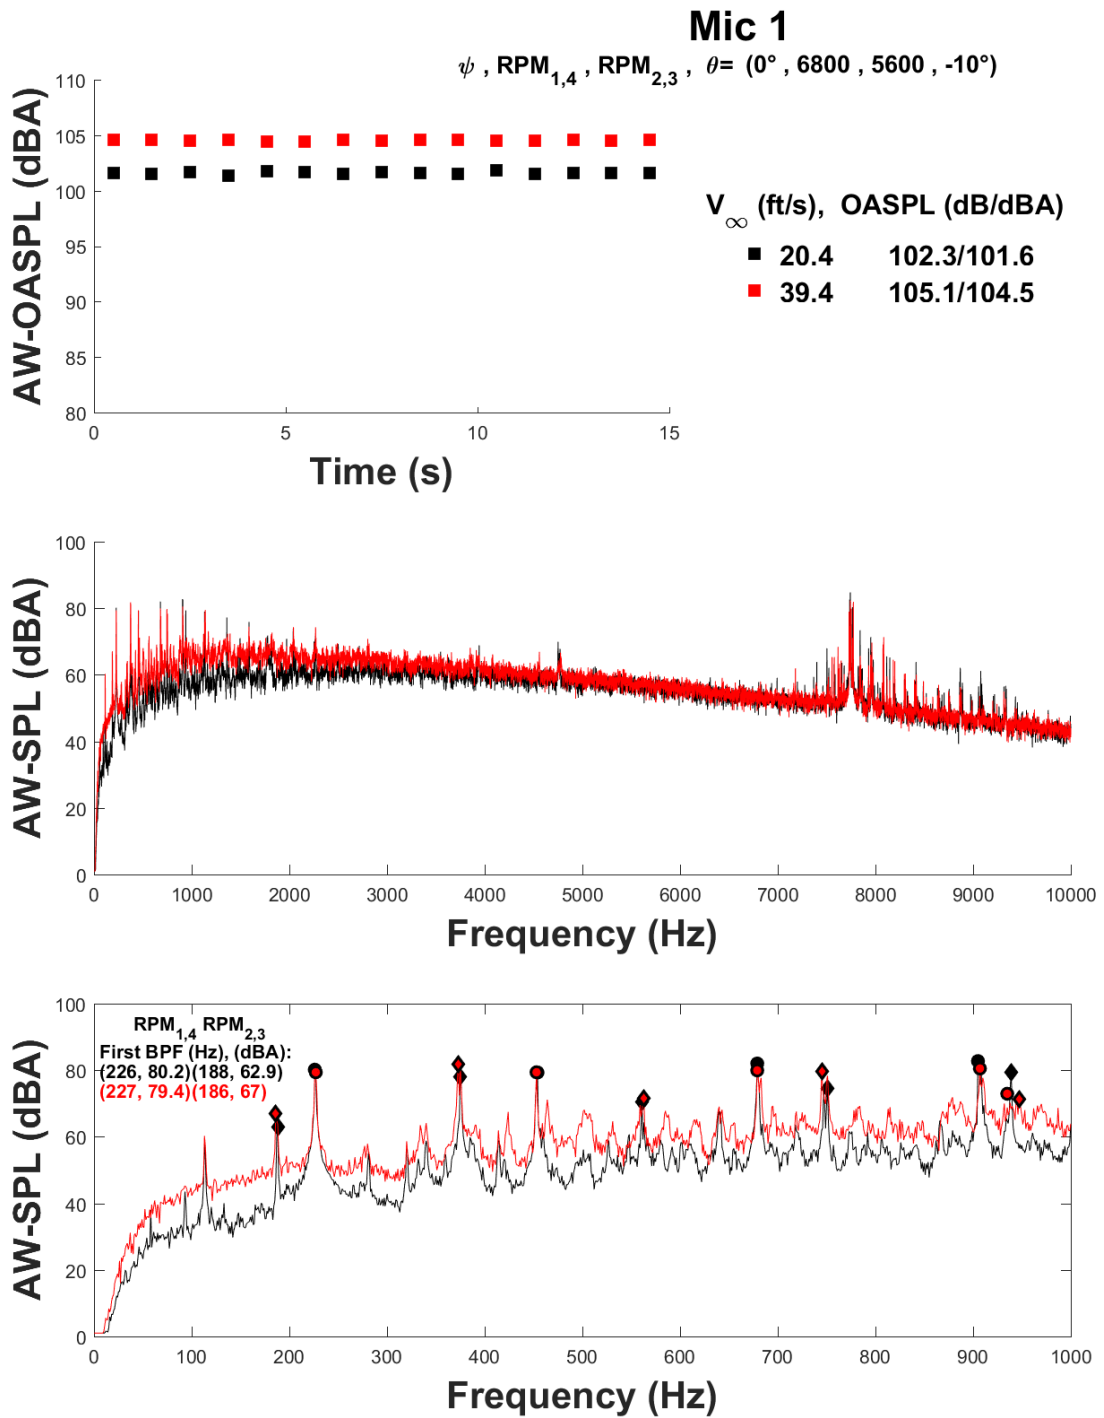 Mic 1
ψ , RPM1,4 , RPM2,3 , θ= (0° , 6800 , 5600 , -10°)
AW-OASPL (dBA)
110
105
100
95
90
85
80
0 5 10 15
Time (s)
V∞ (ft/s), OASPL (dB/dBA)
20.4 102.3/101.6
39.4 105.1/104.5
AW-SPL (dBA)
100
80
60
40
20
0
0 1000 2000 3000 4000 5000 6000 7000 8000 9000 10000
Frequency (Hz)
AW-SPL (dBA)
100
80
60
40
20
0
RPM1,4 RPM2,3
First BPF (Hz), (dBA):
(226, 80.2)(188, 62.9)
(227, 79.4)(186, 67)
0 100 200 300 400 500 600 700 800 900 1000
Frequency (Hz)